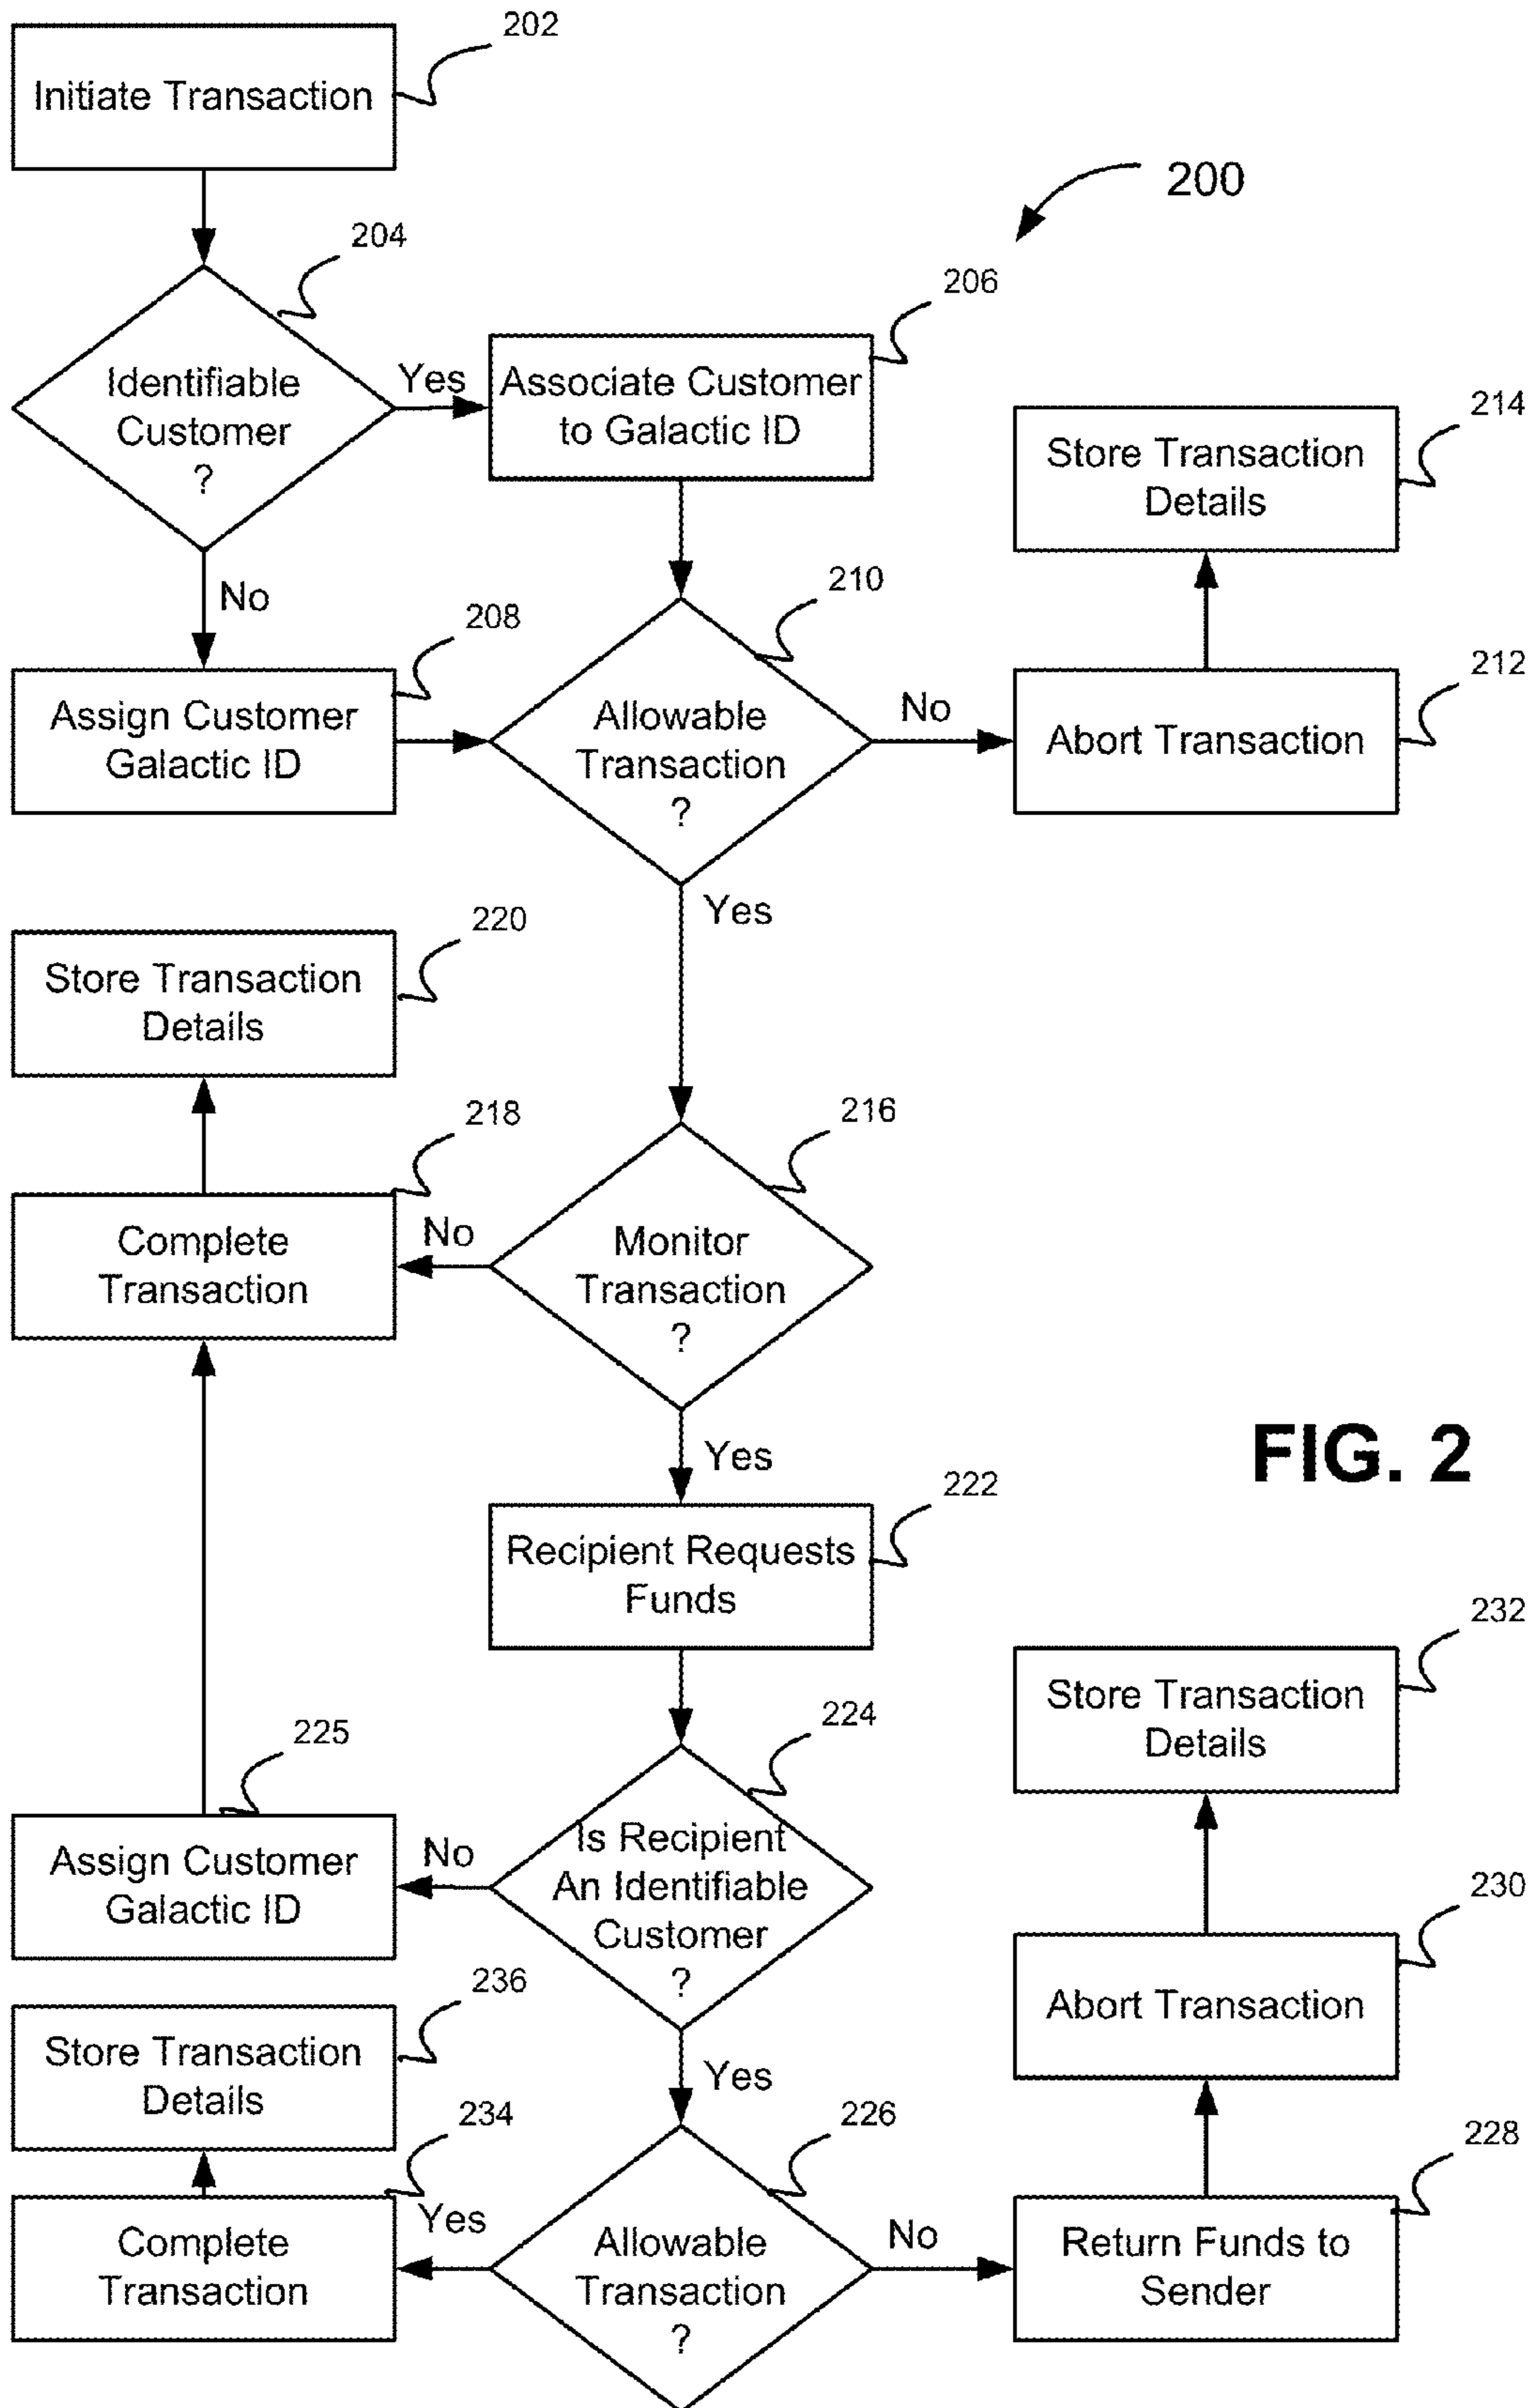 202
Initiate Transaction
200
204
Identifiable
Customer
?
Yes
No
206
Associate Customer
to Galactic ID
214
Store Transaction
Details
208
Assign Customer
Galactic ID
210
Allowable
Transaction
?
No
212
Abort Transaction
Yes
220
Store Transaction
Details
218
Complete
Transaction
No
216
Monitor
Transaction
?
Yes
FIG. 2
222
Recipient Requests
Funds
232
Store Transaction
Details
225
Assign Customer
Galactic ID
No
224
Is Recipient
An Identifiable
Customer
?
Yes
230
Abort Transaction
236
Store Transaction
Details
234
Complete
Transaction
Yes
226
Allowable
Transaction
?
No
228
Return Funds to
Sender